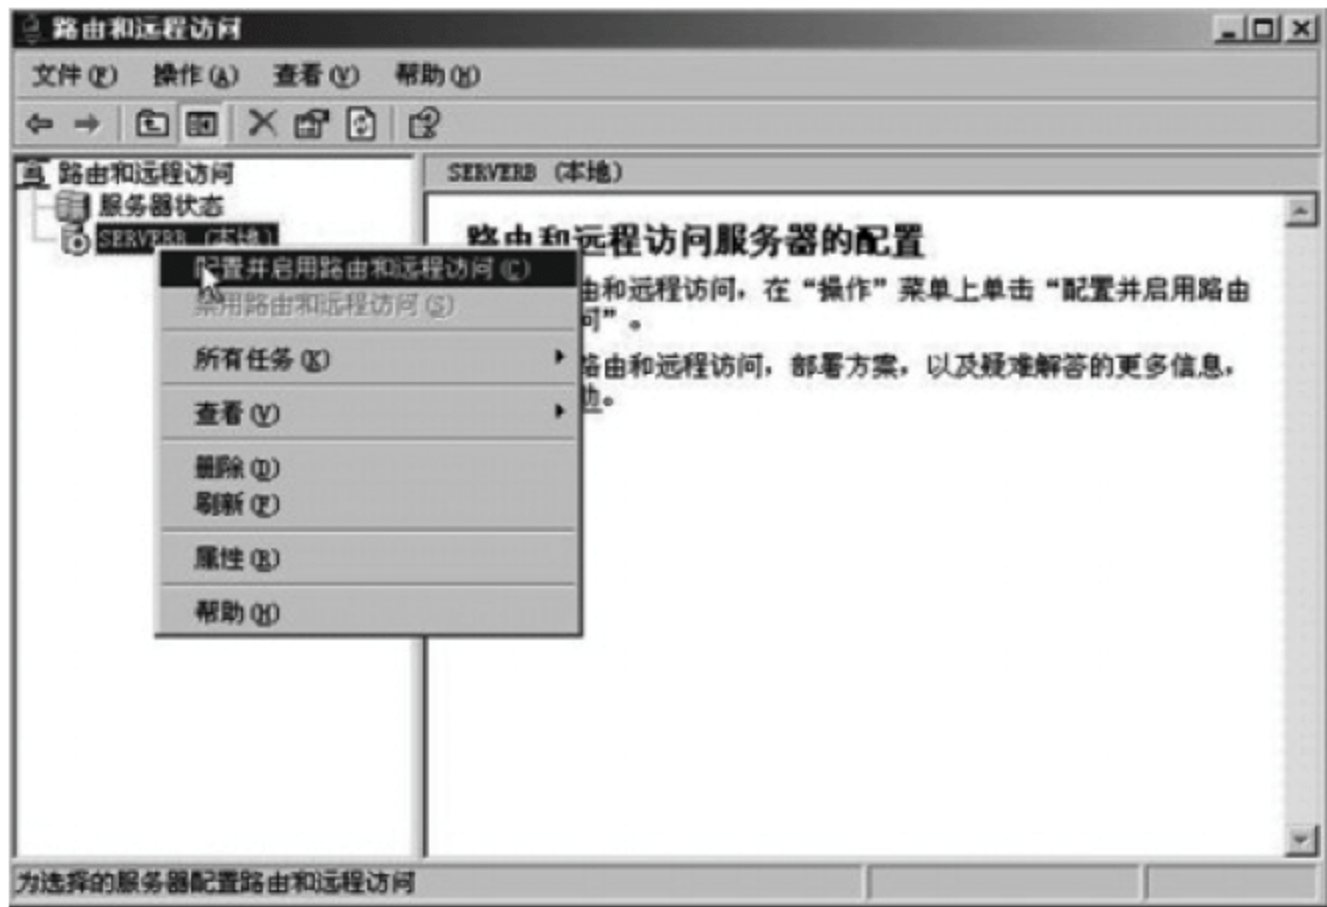 路由和远程访问
文件(F) 操作(A) 查看(V) 帮助(H)
路由和远程访问
服务器状态
SERVERB (本地)
SERVERB (本地)
路由和远程访问服务器的配置
由和远程访问，在“操作”菜单上单击“配置并启用路由
问”。
路由和远程访问，部署方案，以及疑难解答的更多信息，
助。
配置并启用路由和远程访问(C)
禁用路由和远程访问(S)
所有任务(K)
查看(V)
删除(D)
刷新(F)
属性(R)
帮助(H)
为选择的服务器配置路由和远程访问